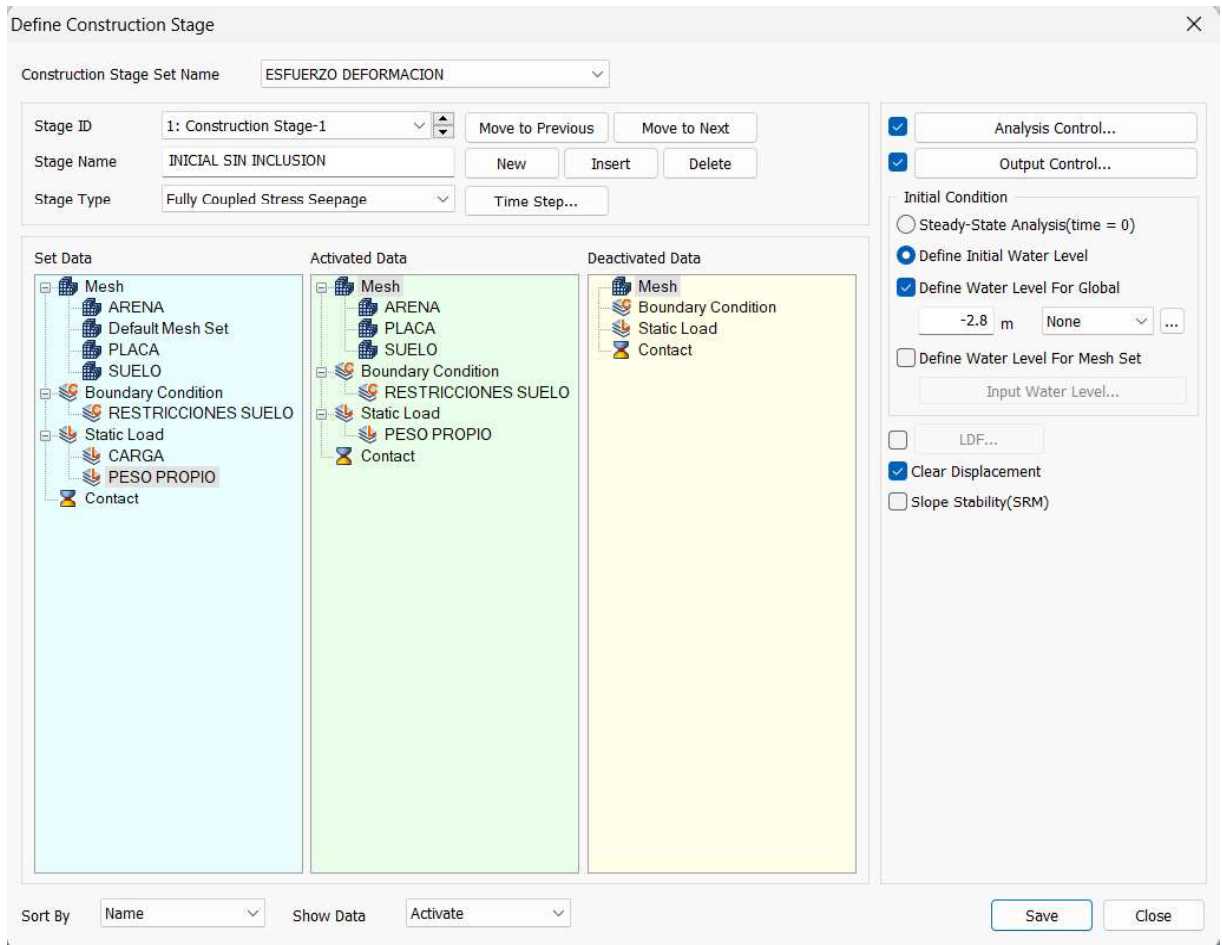 Define Construction Stage
Construction Stage Set Name ESFUERZO DEFORMACION
Stage ID 1: Construction Stage-1 Move to Previous Move to Next
Stage Name INICIAL SIN INCLUSION New Insert Delete
Stage Type Fully Coupled Stress Seepage Time Step...
Set Data
Mesh
ARENA
Default Mesh Set
PLACA
SUELO
Boundary Condition
RESTRICCIONES SUELO
Static Load
CARGA
PESO PROPIO
Contact
Activated Data
Mesh
ARENA
PLACA
SUELO
Boundary Condition
RESTRICCIONES SUELO
Static Load
PESO PROPIO
Contact
Deactivated Data
Mesh
Boundary Condition
Static Load
Contact
Analysis Control...
Output Control...
Initial Condition
Steady-State Analysis(time = 0)
Define Initial Water Level
Define Water Level For Global
-2.8 m None ...
Define Water Level For Mesh Set
Input Water Level...
LDF...
Clear Displacement
Slope Stability(SRM)
Sort By Name Show Data Activate Save Close